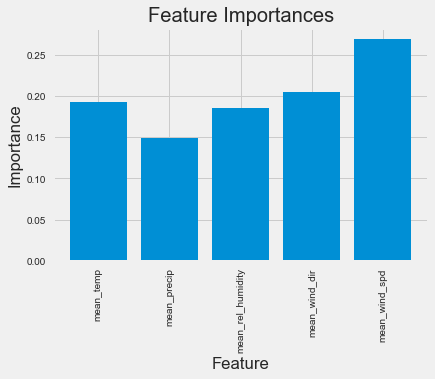 Feature Importances
Importance
0.25
0.20
0.15
0.10
0.05
0.00
mean_temp
mean_precip
mean_rel_humidity
mean_wind_dir
mean_wind_spd
Feature